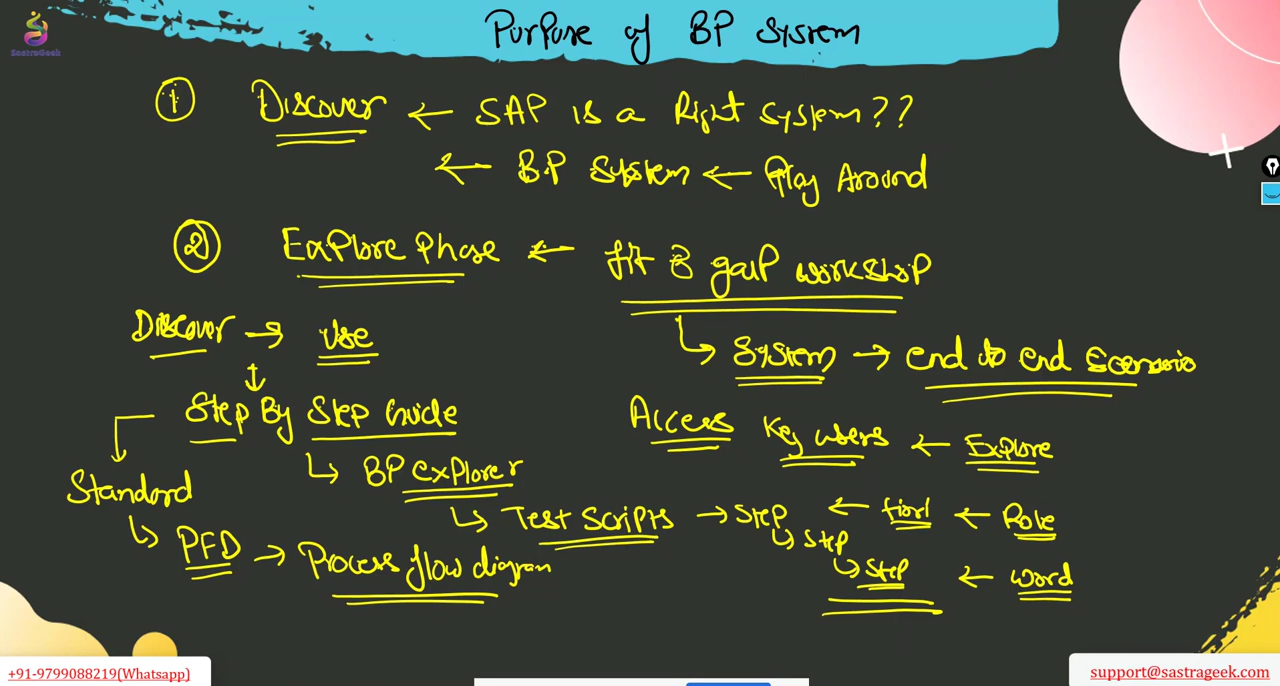 SastraGeek
Purpose of BP System
① Discover ← SAP is a Right System??
← BP System ← Play Around
② Explore Phase ← fit & gap workshop
Discover → Use
↳ System → end to end Scenario
↓
Step By Step Guide
Access Key users ← Explore
Standard
↳ BP explorer
↳ Test Scripts → Step ← fiori ← Role
↳ Step
↳ PFD → Process flow diagram
↳ Step ← word
+91-9799088219(Whatsapp)
support@sastrageek.com